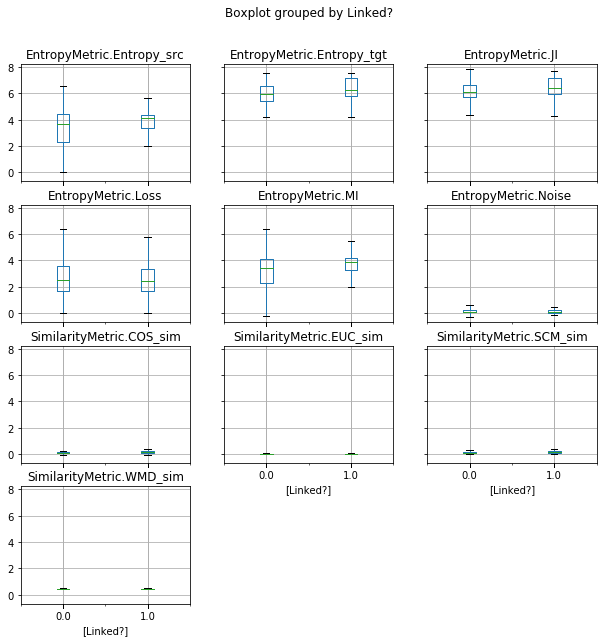 Boxplot grouped by Linked?
EntropyMetric.Entropy_src
EntropyMetric.Entropy_tgt
EntropyMetric.JI
8
6
4
2
0
EntropyMetric.Loss
EntropyMetric.MI
EntropyMetric.Noise
8
6
4
2
0
SimilarityMetric.COS_sim
SimilarityMetric.EUC_sim
SimilarityMetric.SCM_sim
8
6
4
2
0
0.0
1.0
[Linked?]
0.0
1.0
[Linked?]
SimilarityMetric.WMD_sim
8
6
4
2
0
0.0
1.0
[Linked?]